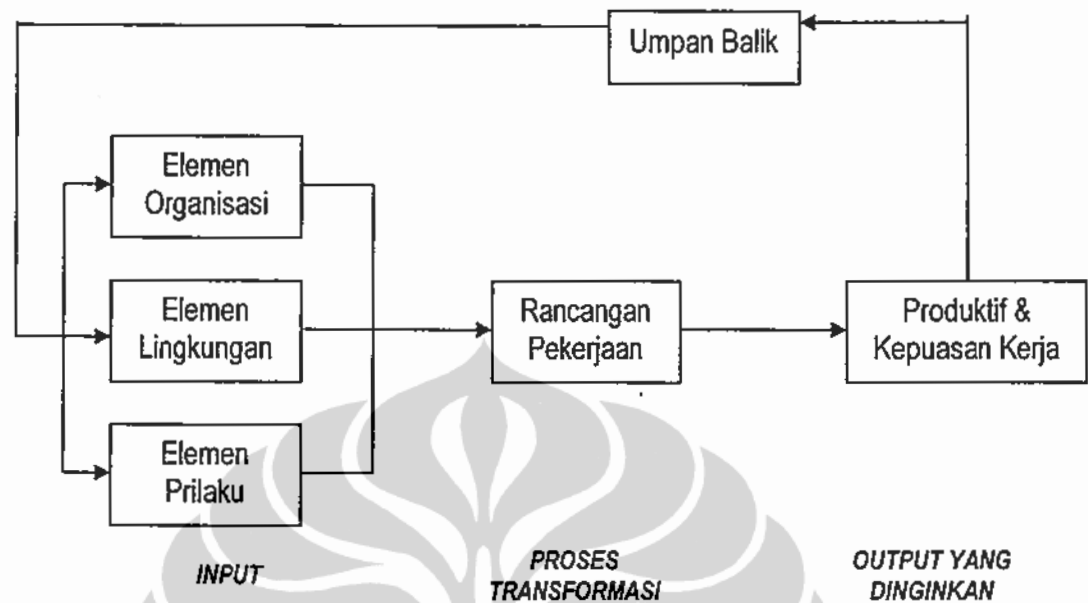 Umpan Balik
Elemen
Organisasi
Elemen
Lingkungan
Rancangan
Pekerjaan
Produktif &
Kepuasan Kerja
Elemen
Prilaku
INPUT
PROSES
TRANSFORMASI
OUTPUT YANG
DINGINKAN